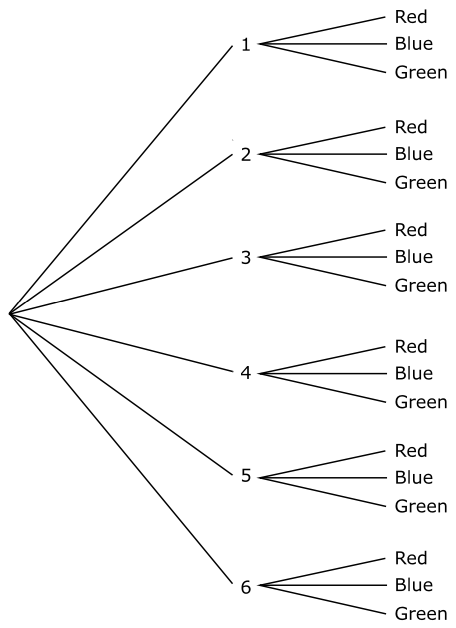 Red
1 Blue
Green
Red
2 Blue
Green
Red
3 Blue
Green
Red
4 Blue
Green
Red
5 Blue
Green
Red
6 Blue
Green